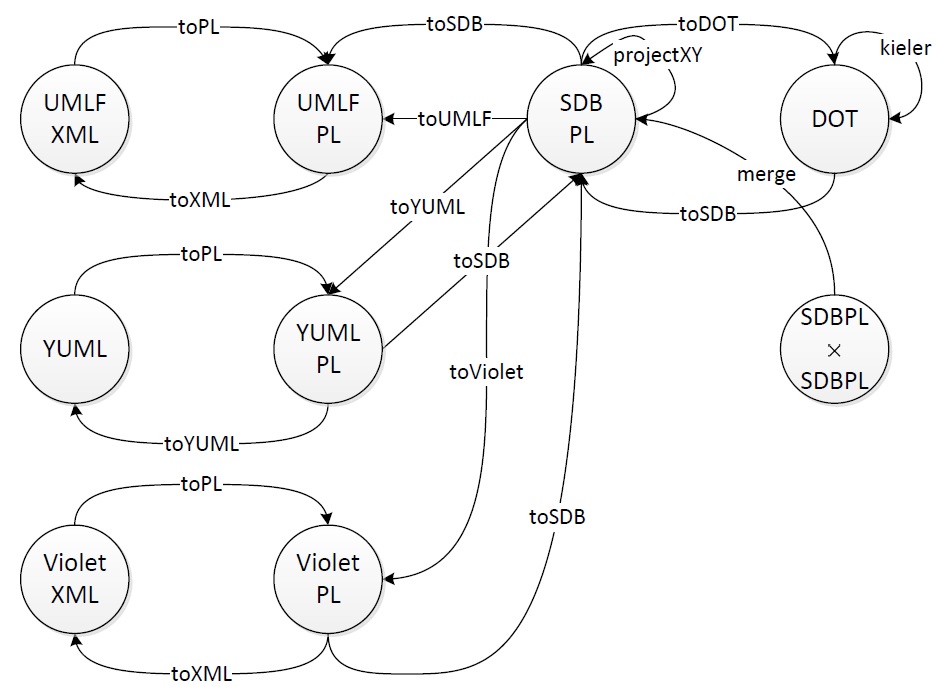 toPL
toSDB
toDOT
kieler
projectXY
UMLF
XML
UMLF
PL
toUMLF
SDB
PL
DOT
merge
toXML
toYUML
toSDB
toPL
toSDB
YUML
YUML
PL
toViolet
SDBPL
×
SDBPL
toYUML
toPL
toSDB
Violet
XML
Violet
PL
toXML